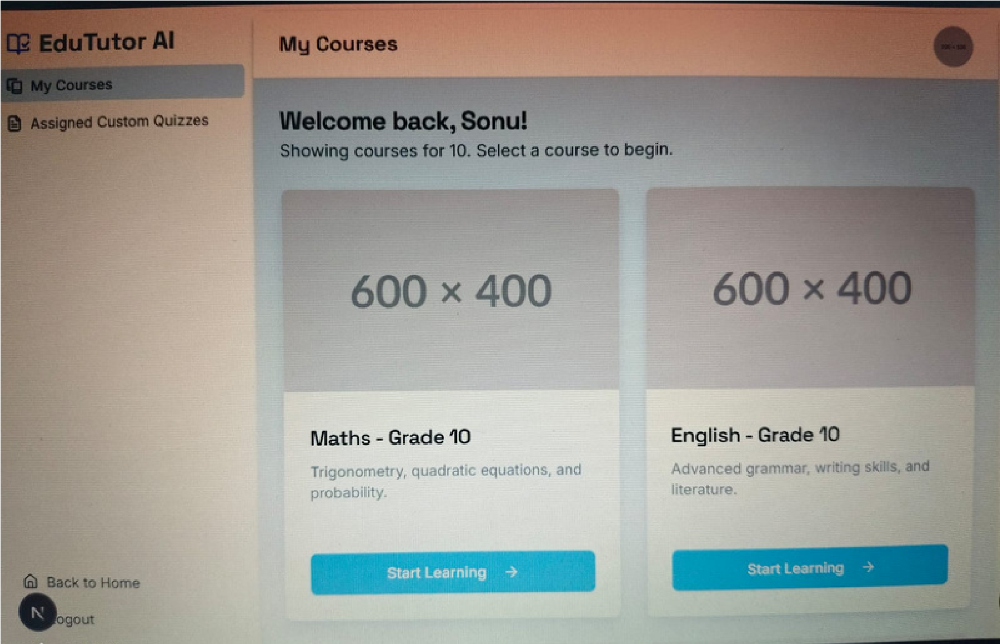 EduTutor AI
My Courses
Assigned Custom Quizzes
Back to Home
N
ogout
My Courses
Welcome back, Sonu!
Showing courses for 10. Select a course to begin.
600 × 400
600 × 400
Maths - Grade 10
Trigonometry, quadratic equations, and
probability.
Start Learning
English - Grade 10
Advanced grammar, writing skills, and
literature.
Start Learning